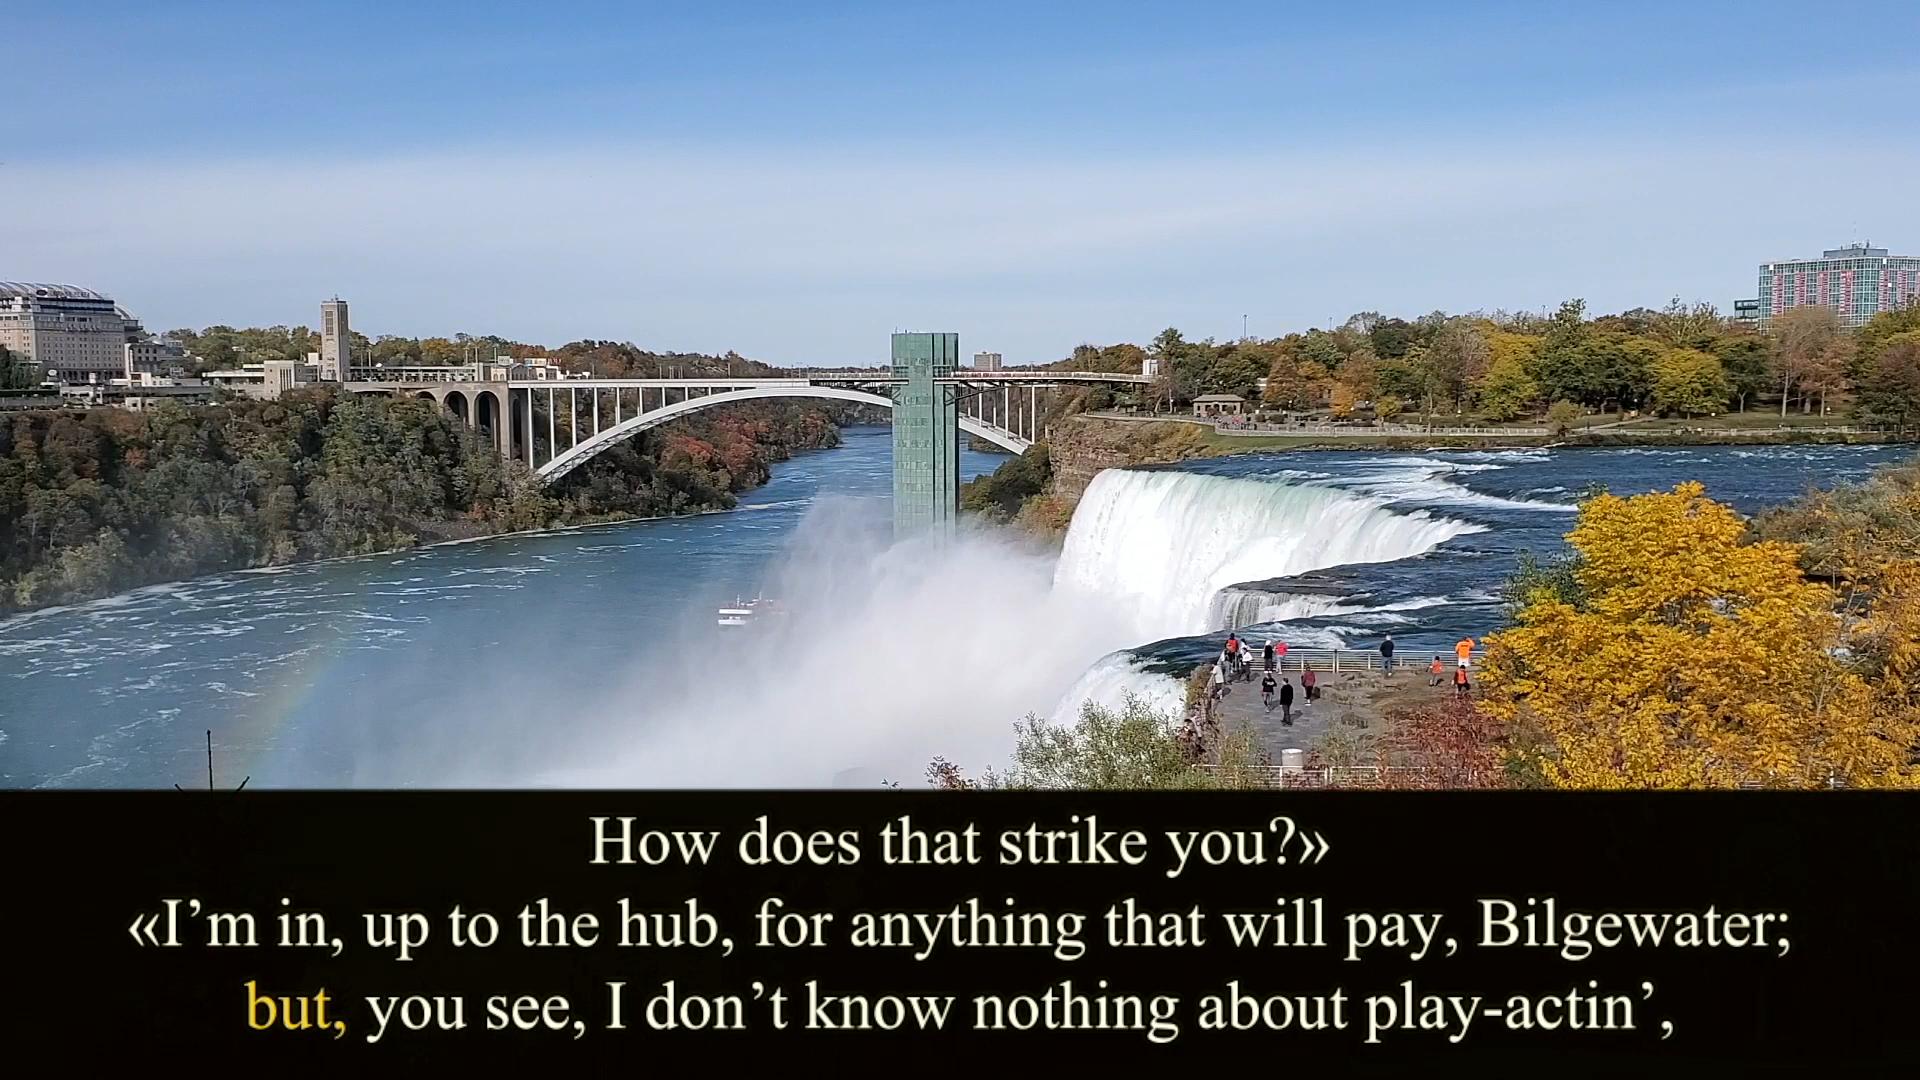 How does that strike you?»
«I’m in, up to the hub, for anything that will pay, Bilgewater;
but, you see, I don’t know nothing about play-actin’,